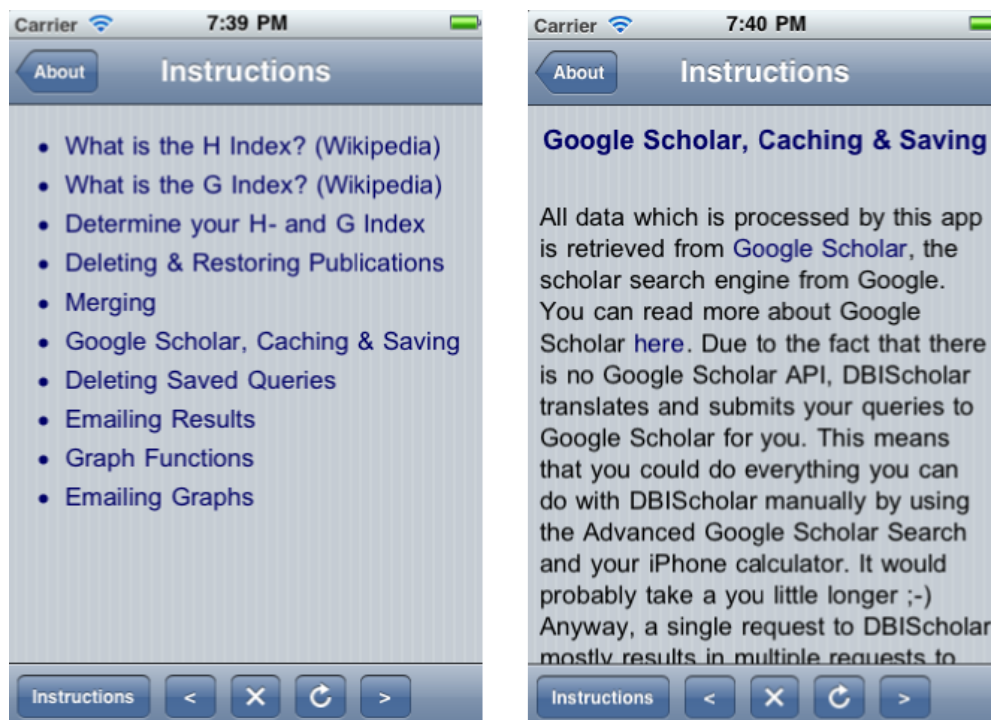 Carrier 7:39 PM
About Instructions
• What is the H Index? (Wikipedia)
• What is the G Index? (Wikipedia)
• Determine your H- and G Index
• Deleting & Restoring Publications
• Merging
• Google Scholar, Caching & Saving
• Deleting Saved Queries
• Emailing Results
• Graph Functions
• Emailing Graphs
Instructions < >
Carrier 7:40 PM
About Instructions
Google Scholar, Caching & Saving
All data which is processed by this app
is retrieved from Google Scholar, the
scholar search engine from Google.
You can read more about Google
Scholar here. Due to the fact that there
is no Google Scholar API, DBIScholar
translates and submits your queries to
Google Scholar for you. This means
that you could do everything you can
do with DBIScholar manually by using
the Advanced Google Scholar Search
and your iPhone calculator. It would
probably take a you little longer ;-)
Anyway, a single request to DBIScholar
mostly results in multiple requests to
Instructions < >